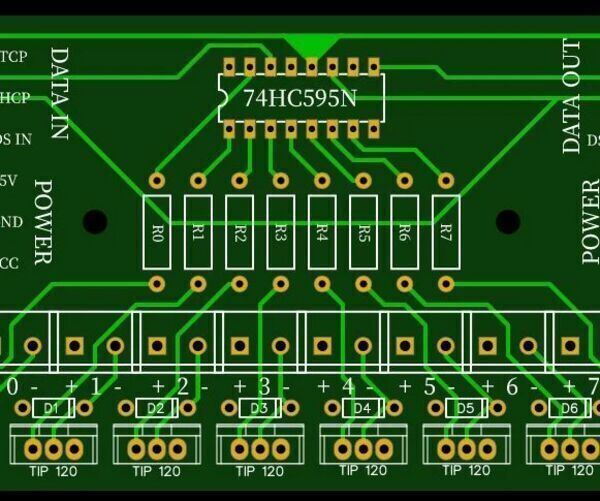 TCP
HCP
DS IN
5V
ND
CC
DATA IN
POWER
74HC595N
DATA OUT
DS
POWER
R0 R1 R2 R3 R4 R5 R6 R7
0 - + 1 - + 2 - + 3 - + 4 - + 5 - + 6 - + 7
D1 D2 D3 D4 D5 D6
TIP 120 TIP 120 TIP 120 TIP 120 TIP 120 TIP 120